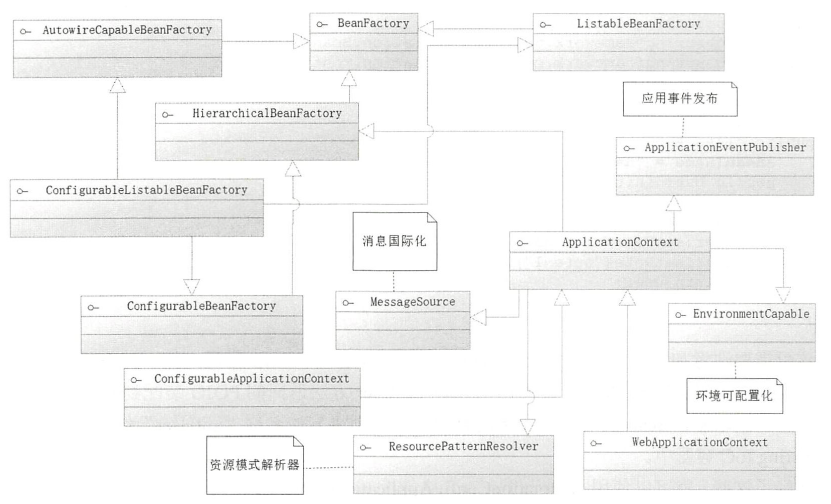 AutowireCapableBeanFactory
BeanFactory
ListableBeanFactory
应用事件发布
HierarchicalBeanFactory
ApplicationEventPublisher
ConfigurableListableBeanFactory
消息国际化
ApplicationContext
ConfigurableBeanFactory
MessageSource
EnvironmentCapable
ConfigurableApplicationContext
环境可配置化
ResourcePatternResolver
WebApplicationContext
资源模式解析器